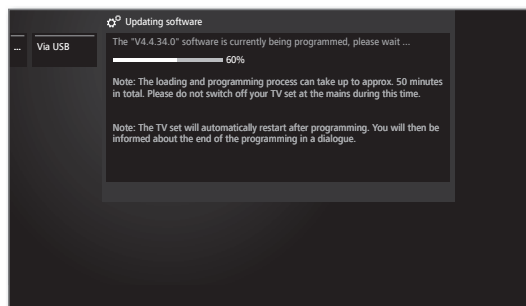 Updating software
... Via USB
The "V4.4.34.0" software is currently being programmed, please wait ...
60%
Note: The loading and programming process can take up to approx. 50 minutes
in total. Please do not switch off your TV set at the mains during this time.
Note: The TV set will automatically restart after programming. You will then be
informed about the end of the programming in a dialogue.